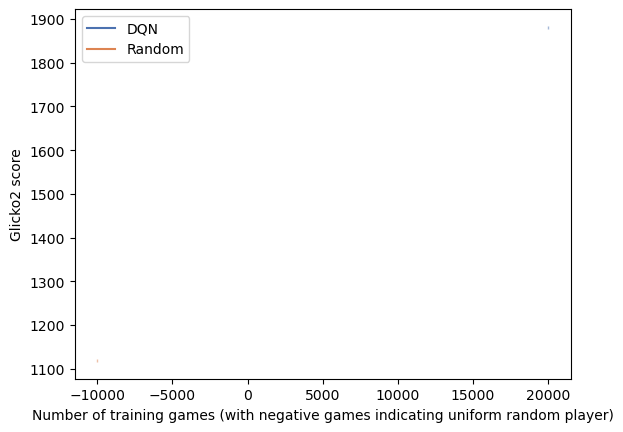 1900
1800
1700
1600
1500
1400
1300
1200
1100
Glicko2 score
DQN
Random
−10000 −5000 0 5000 10000 15000 20000
Number of training games (with negative games indicating uniform random player)